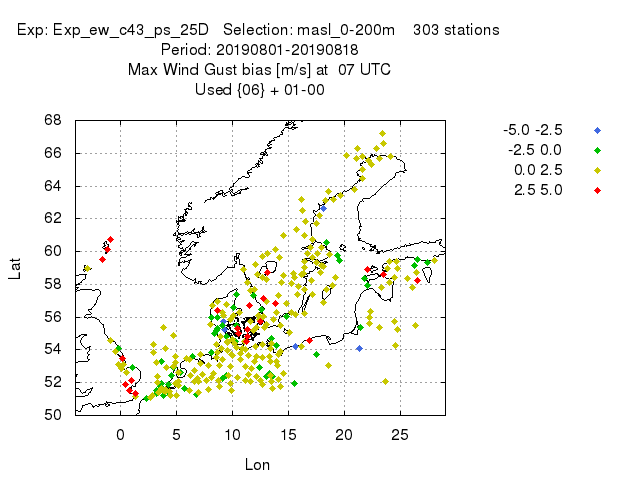 Exp: Exp_ew_c43_ps_25D   Selection: masl_0-200m    303 stations
Period: 20190801-20190818
Max Wind Gust bias [m/s] at  07 UTC
Used {06} + 01-00
68
66
64
62
60
58
56
54
52
50
Lat
0 5 10 15 20 25
Lon
-5.0 -2.5
-2.5 0.0
0.0 2.5
2.5 5.0